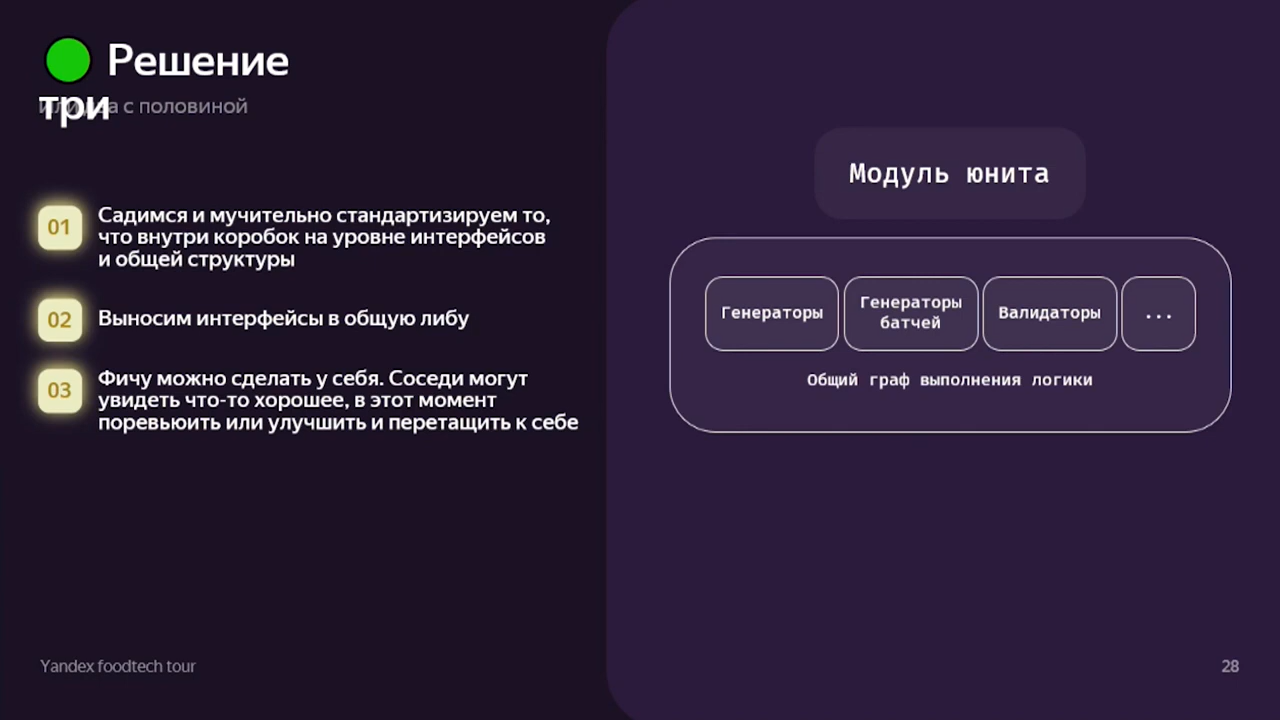 Решение
три
или два с половиной
01
Садимся и мучительно стандартизируем то,
что внутри коробок на уровне интерфейсов
и общей структуры
02
Выносим интерфейсы в общую либу
03
Фичу можно сделать у себя. Соседи могут
увидеть что-то хорошее, в этот момент
поревьюить или улучшить и перетащить к себе
Модуль юнита
Генераторы
Генераторы
батчей
Валидаторы
...
Общий граф выполнения логики
Yandex foodtech tour
28